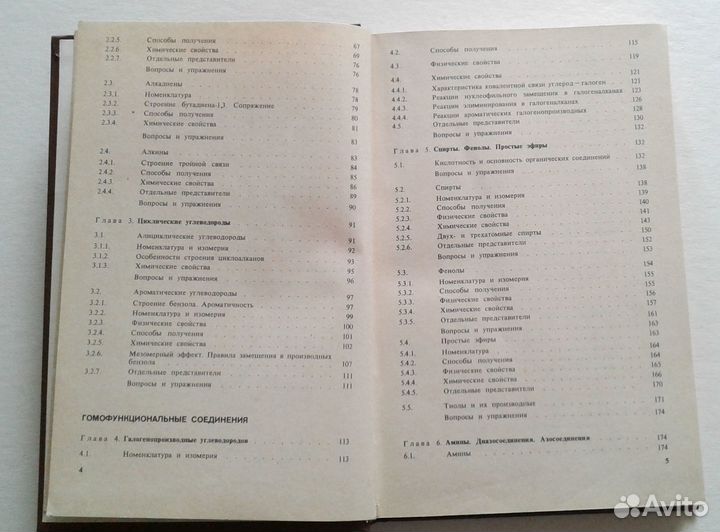 2.2.5. Способы получения 67
2.2.6 Химические свойства 69
2.2.7. Отдельные представители 76
Вопросы и упражнения 76
2.3. Алкадиены 78
2.3.1. Номенклатура 78
2.3.2. Строение бутадиена-1,3. Сопряжение 79
2.3.3. Способы получения 80
2.3.4. Химические свойства 81
Вопросы и упражнения 83
2.4. Алкины 83
2.4.1. Строение тройной связи 84
2.4.2. Способы получения 85
2.4.3. Химические свойства 86
2.4.4. Отдельные представители 89
Вопросы и упражнения 90
Глава 3. Циклические углеводороды 91
3.1. Алициклические углеводороды 91
3.1.1. Номенклатура и изомерия 92
3.1.2. Особенности строения циклоалканов 93
3.1.3. Химические свойства 95
Вопросы и упражнения 96
3.2. Ароматические углеводороды 97
3.2.1. Строение бензола. Ароматичность 97
3.2.2. Номенклатура и изомерия 99
3.2.3. Физические свойства 100
3.2.4. Способы получения 101
3.2.5. Химические свойства 102
3.2.6. Мезомерный эффект. Правила замещения в производных
бензола 107
3.2.7 Отдельные представители 111
Вопросы и упражнения 111
ГОМОФУНКЦИОНАЛЬНЫЕ СОЕДИНЕНИЯ
Глава 4. Галогенопроизводные углеводородов 113
4.1. Номенклатура и изомерия 113
4
4.2. Способы получения 115
4.3. Физические свойства 119
4.4. Химические свойства 121
4.4.1. Характеристика ковалентной связи углерод—галоген 121
4.4.2. Реакции нуклеофильного замещения в галогеналканах 123
4.4.3. Реакции элиминирования в галогеналканах 126
4.4.4. Реакции ароматических галогенопроизводных 128
4.5. Отдельные представители 130
Вопросы и упражнения 132
Глава 5. Спирты. Фенолы. Простые эфиры 132
5.1. Кислотность и основность органических соединений 132
Вопросы и упражнения 138
5.2. Спирты 138
5.2.1. Номенклатура и изомерия 139
5.2.2. Способы получения 140
5.2.3. Физические свойства 141
5.2.4. Химические свойства 143
5.2.5. Двух- и трехатомные спирты 150
5.2.6. Отдельные представители 152
Вопросы и упражнения 153
5.3. Фенолы 154
5.3.1. Номенклатура и изомерия 155
5.3.2. Способы получения 155
5.3.3. Физические свойства 156
5.3.4. Химические свойства 157
5.3.5. Отдельные представители 161
Вопросы и упражнения 163
5.4. Простые эфиры 164
5.4.1. Номенклатура 164
5.4.2. Способы получения 164
5.4.3. Физические свойства 165
5.4.4. Химические свойства 166
5.4.5. Отдельные представители 170
5.5. Тиолы и их производные 171
Вопросы и упражнения 174
Глава 6. Амины. Диазосоединения. Азосоединения 174
6.1. Амины 174
5
Avito